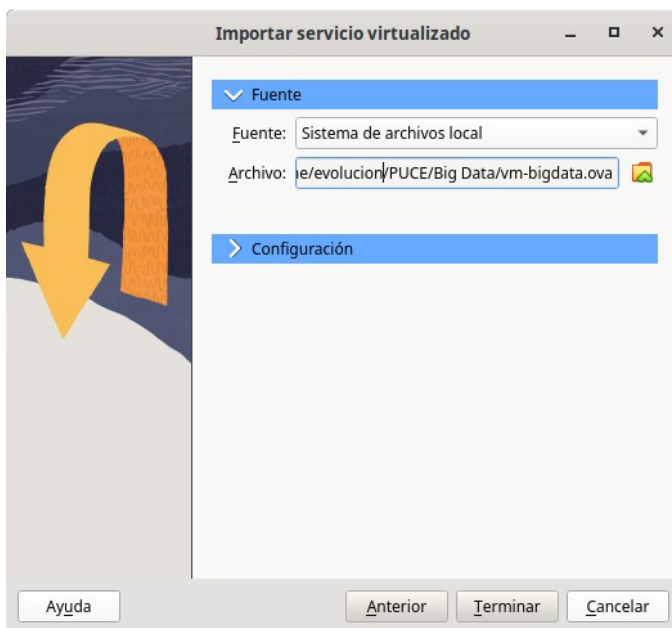 Importar servicio virtualizado
Fuente
Fuente: Sistema de archivos local
Archivo: ne/evolucion/PUCE/Big Data/vm-bigdata.ova
Configuración
Ayuda Anterior Terminar Cancelar